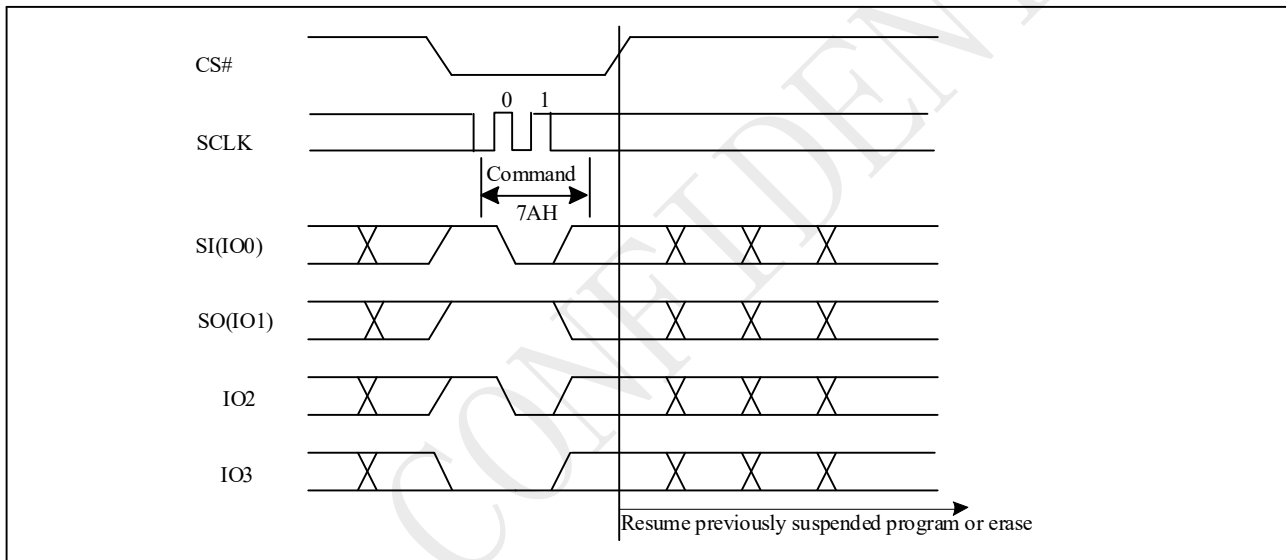 CS#
0 1
SCLK
Command
7AH
SI(IO0)
SO(IO1)
IO2
IO3
Resume previously suspended program or erase
CONFIDEN